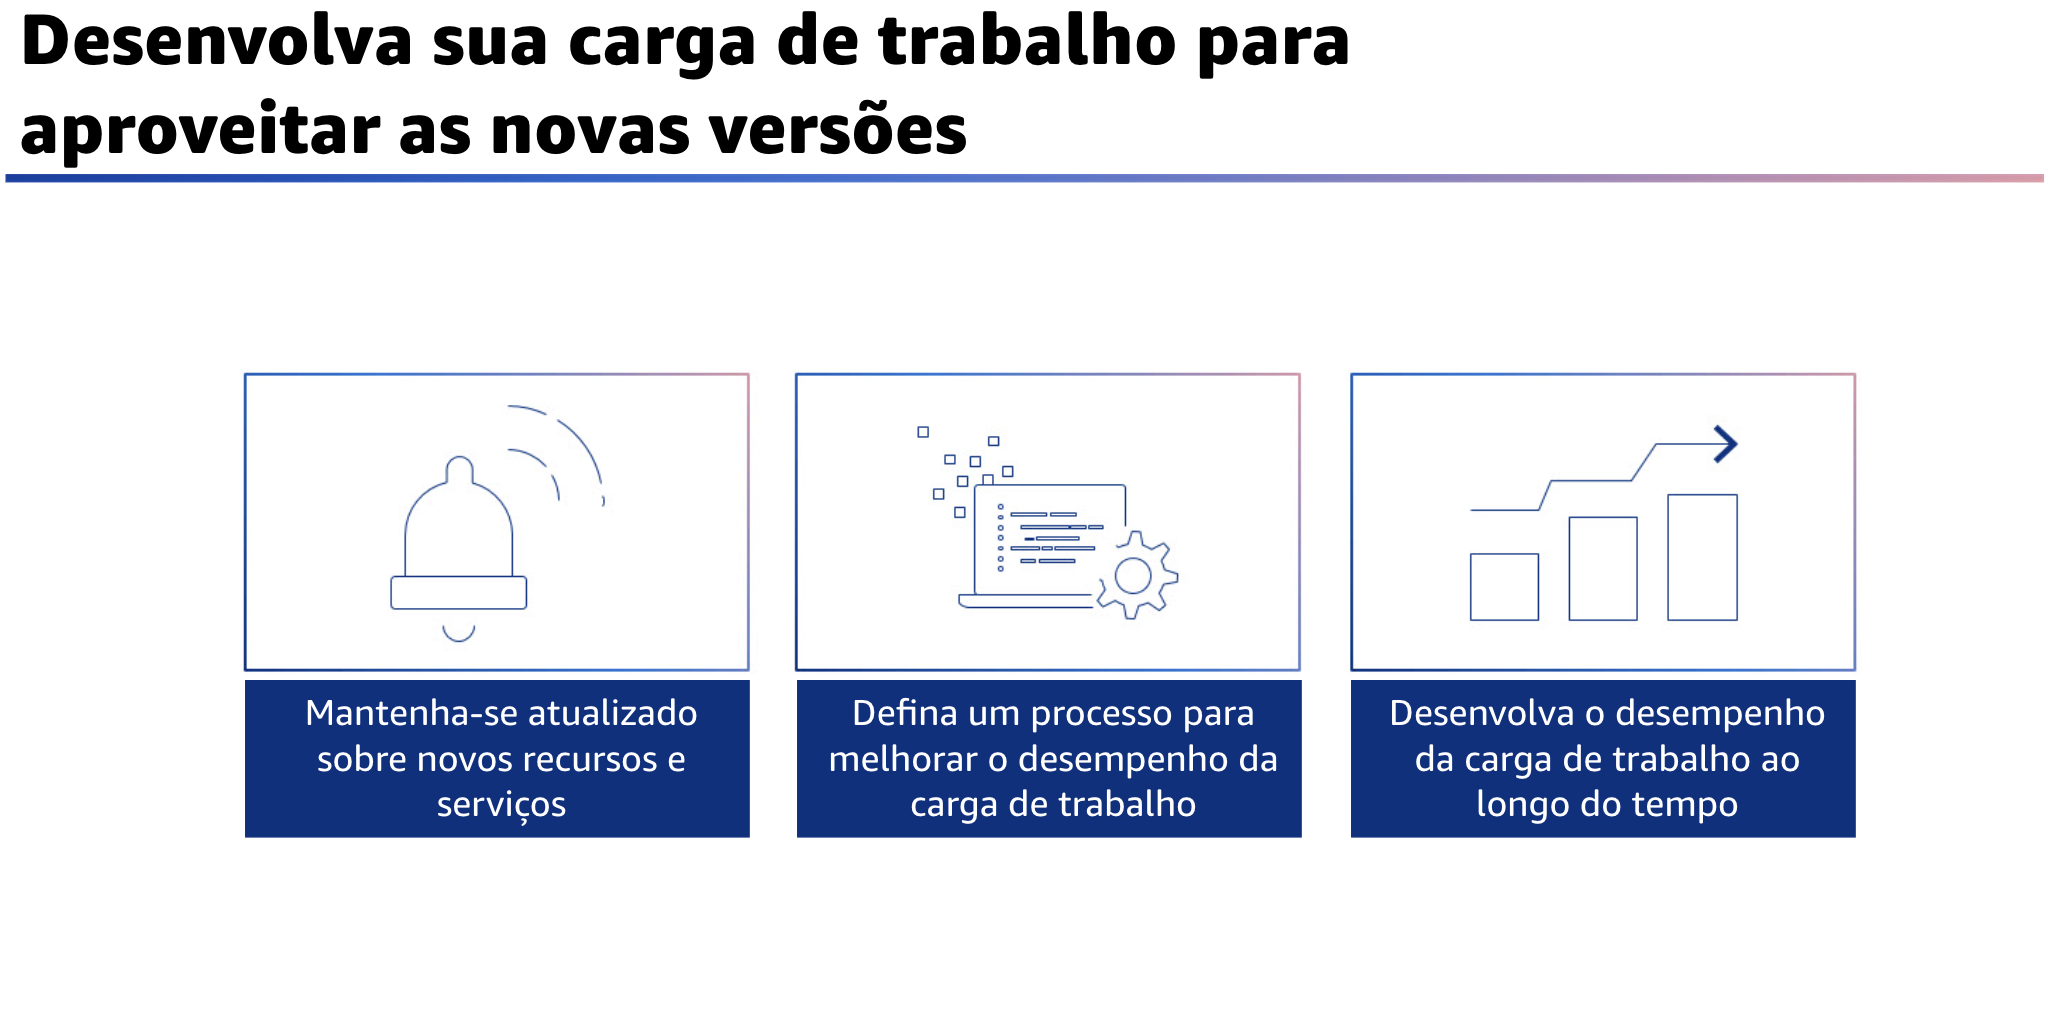 Desenvolva sua carga de trabalho para
aproveitar as novas versões
Mantenha-se atualizado
sobre novos recursos e
serviços
Defina um processo para
melhorar o desempenho da
carga de trabalho
Desenvolva o desempenho
da carga de trabalho ao
longo do tempo